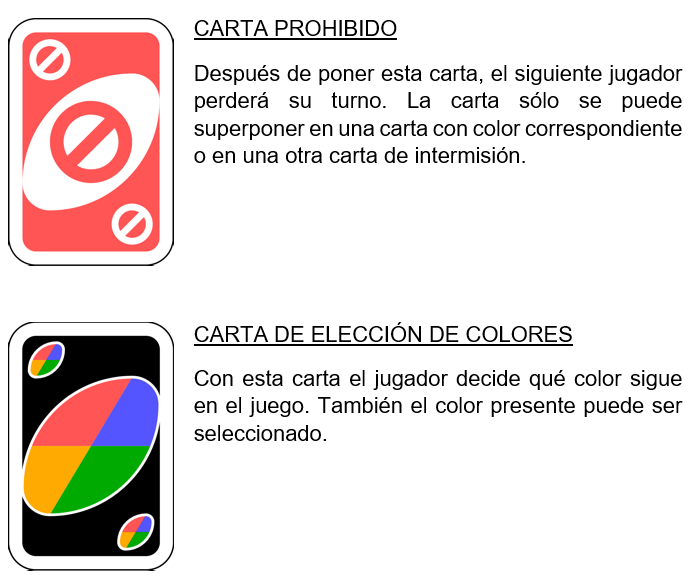 CARTA PROHIBIDO
Después de poner esta carta, el siguiente jugador
perderá su turno. La carta sólo se puede
superponer en una carta con color correspondiente
o en una otra carta de intermisión.
CARTA DE ELECCIÓN DE COLORES
Con esta carta el jugador decide qué color sigue
en el juego. También el color presente puede ser
seleccionado.